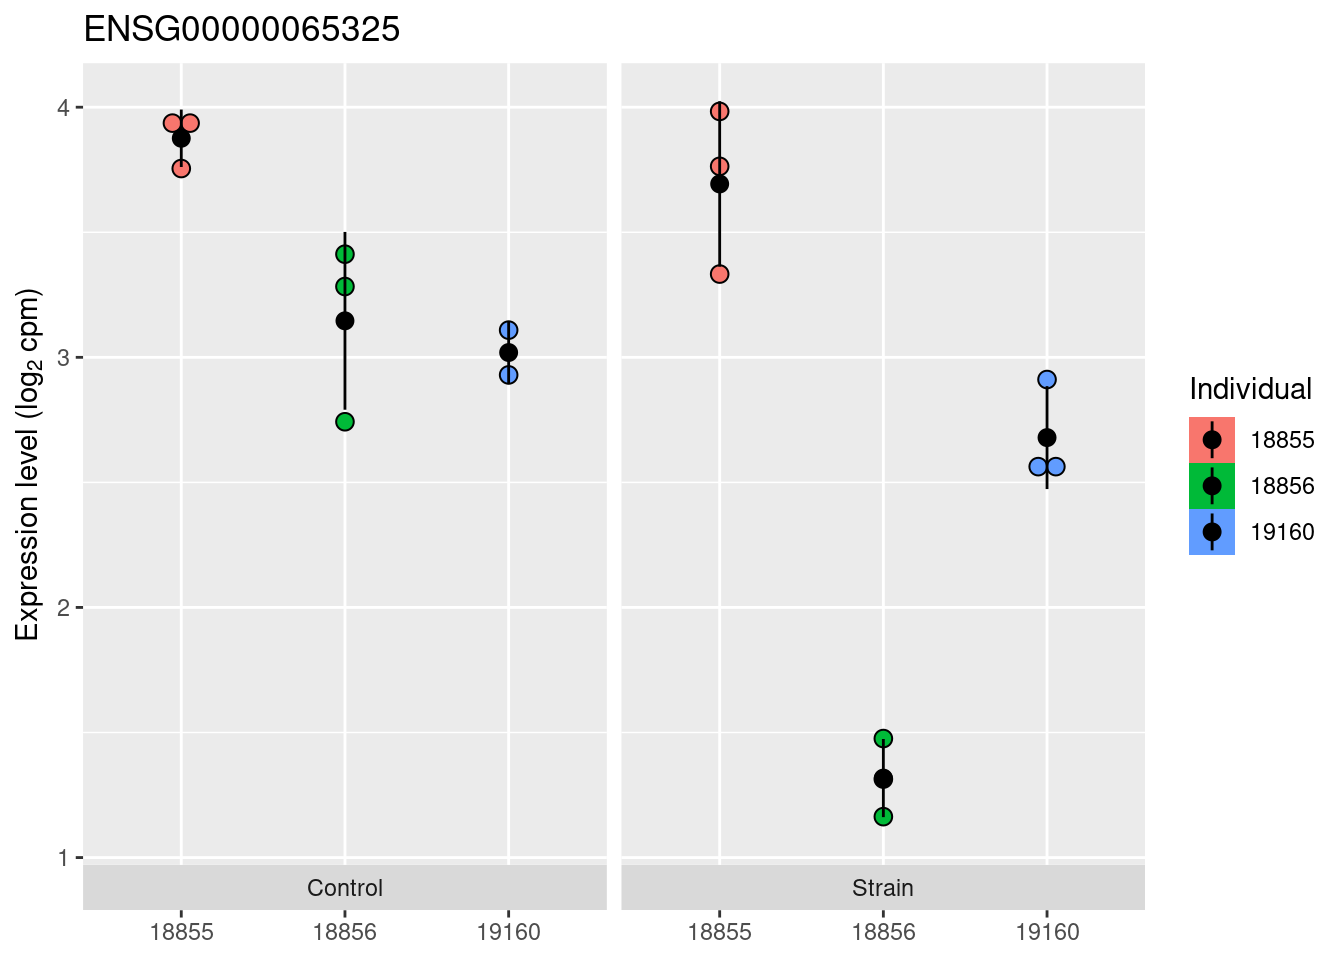 ENSG00000065325
Expression level (log₂ cpm)
4
3
2
1
Control
Strain
18855
18856
19160
18855
18856
19160
Individual
18855
18856
19160